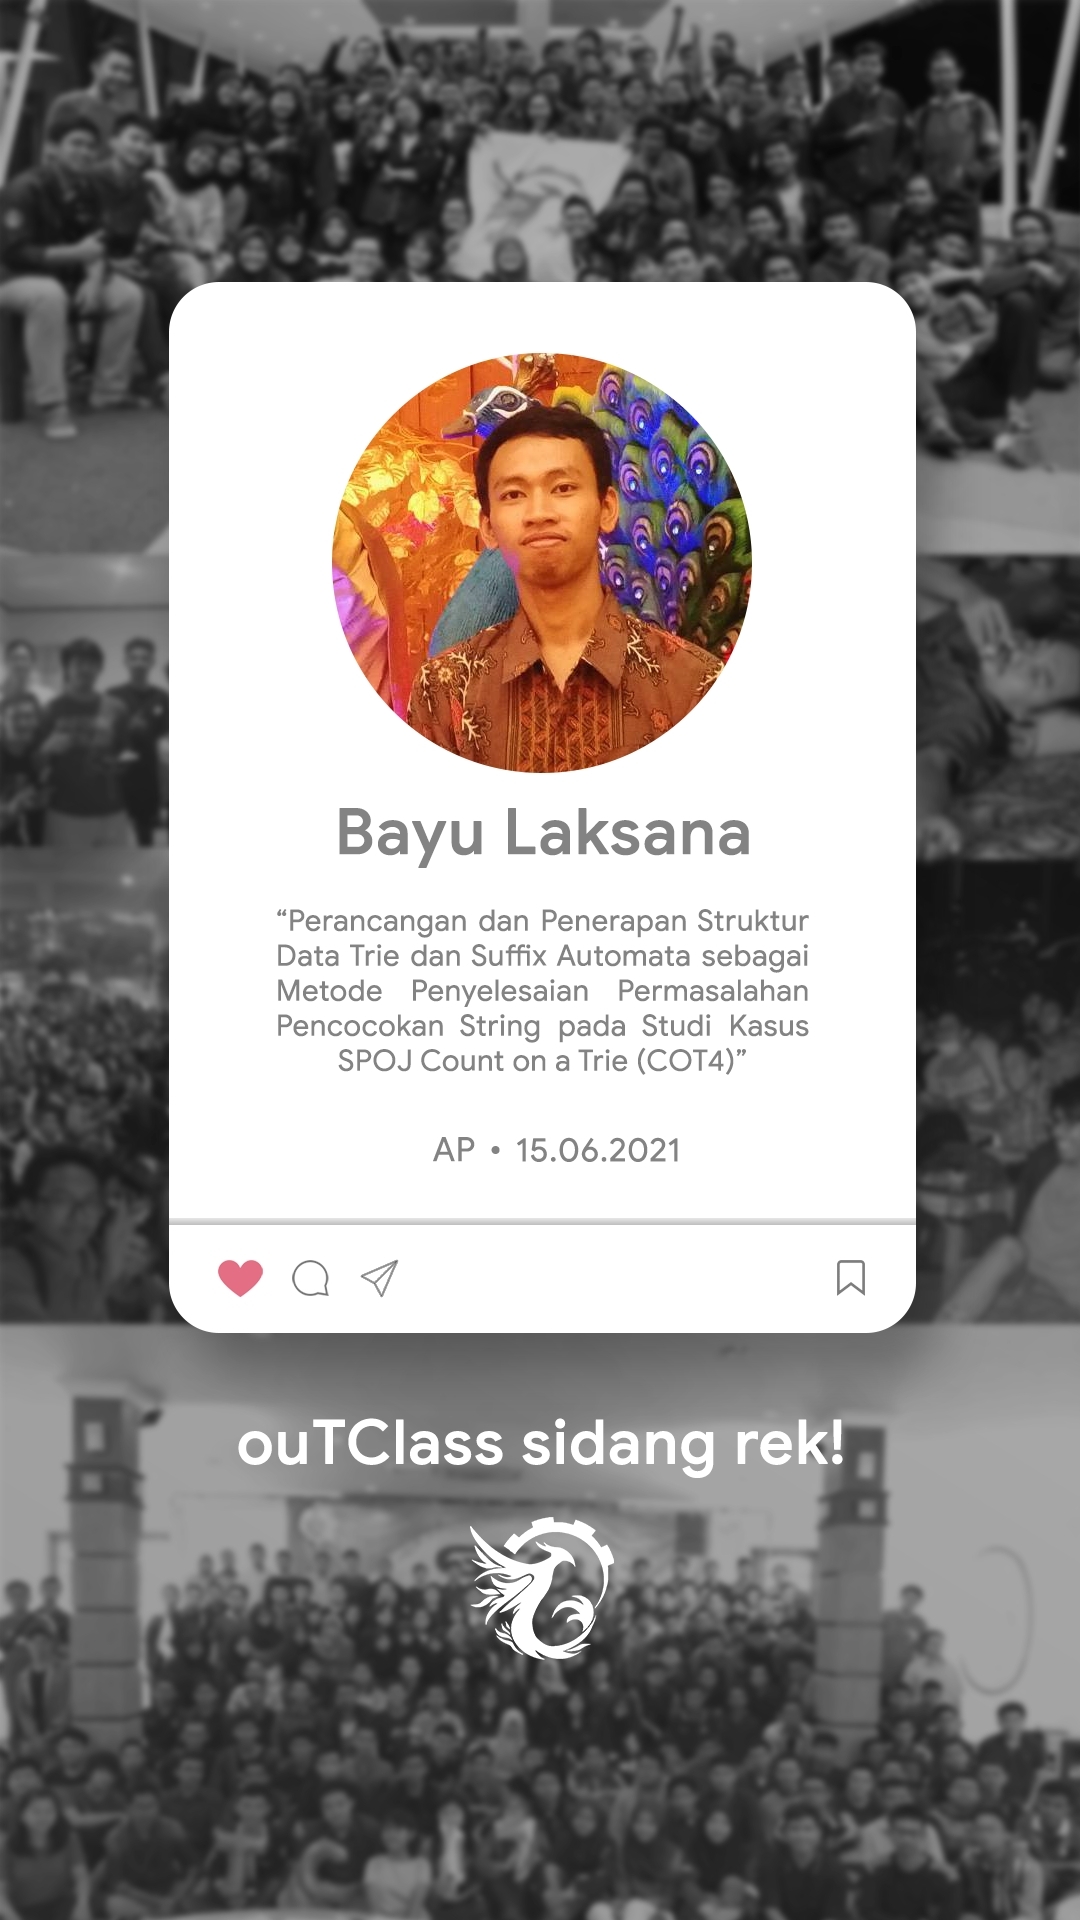 Bayu Laksana
“Perancangan dan Penerapan Struktur
Data Trie dan Suffix Automata sebagai
Metode Penyelesaian Permasalahan
Pencocokan String pada Studi Kasus
SPOJ Count on a Trie (COT4)”
AP • 15.06.2021
ouTClass sidang rek!